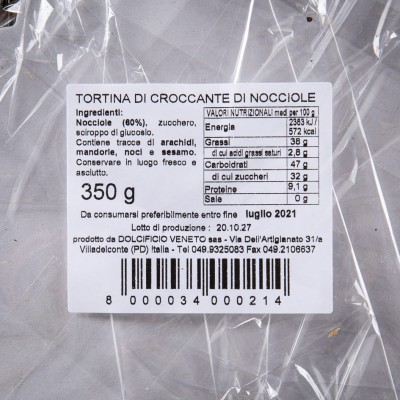 TORTINA DI CROCCANTE DI NOCCIOLE
Ingredienti:
Nocciole (60%), zucchero,
sciroppo di glucosio.
Contiene tracce di arachidi,
mandorle, noci e sesamo.
Conservare in luogo fresco e
asciutto.
350 g
VALORI NUTRIZIONALI med per 100 g
Energia 2383 kJ / 572 kcal
Grassi 38 g
di cui acidi grassi saturi 2,8 g
Carboidrati 47 g
di cui zuccheri 32 g
Proteine 9,1 g
Sale 0 g
Da consumarsi preferibilmente entro fine luglio 2021
Lotto di produzione : 20.10.27
prodotto da DOLCIFICIO VENETO sas - Via Dell'Artigianato 31/a
Villadelconte (PD) Italia - Tel 049.9325083 Fax 049.2106637
8 000034 000214